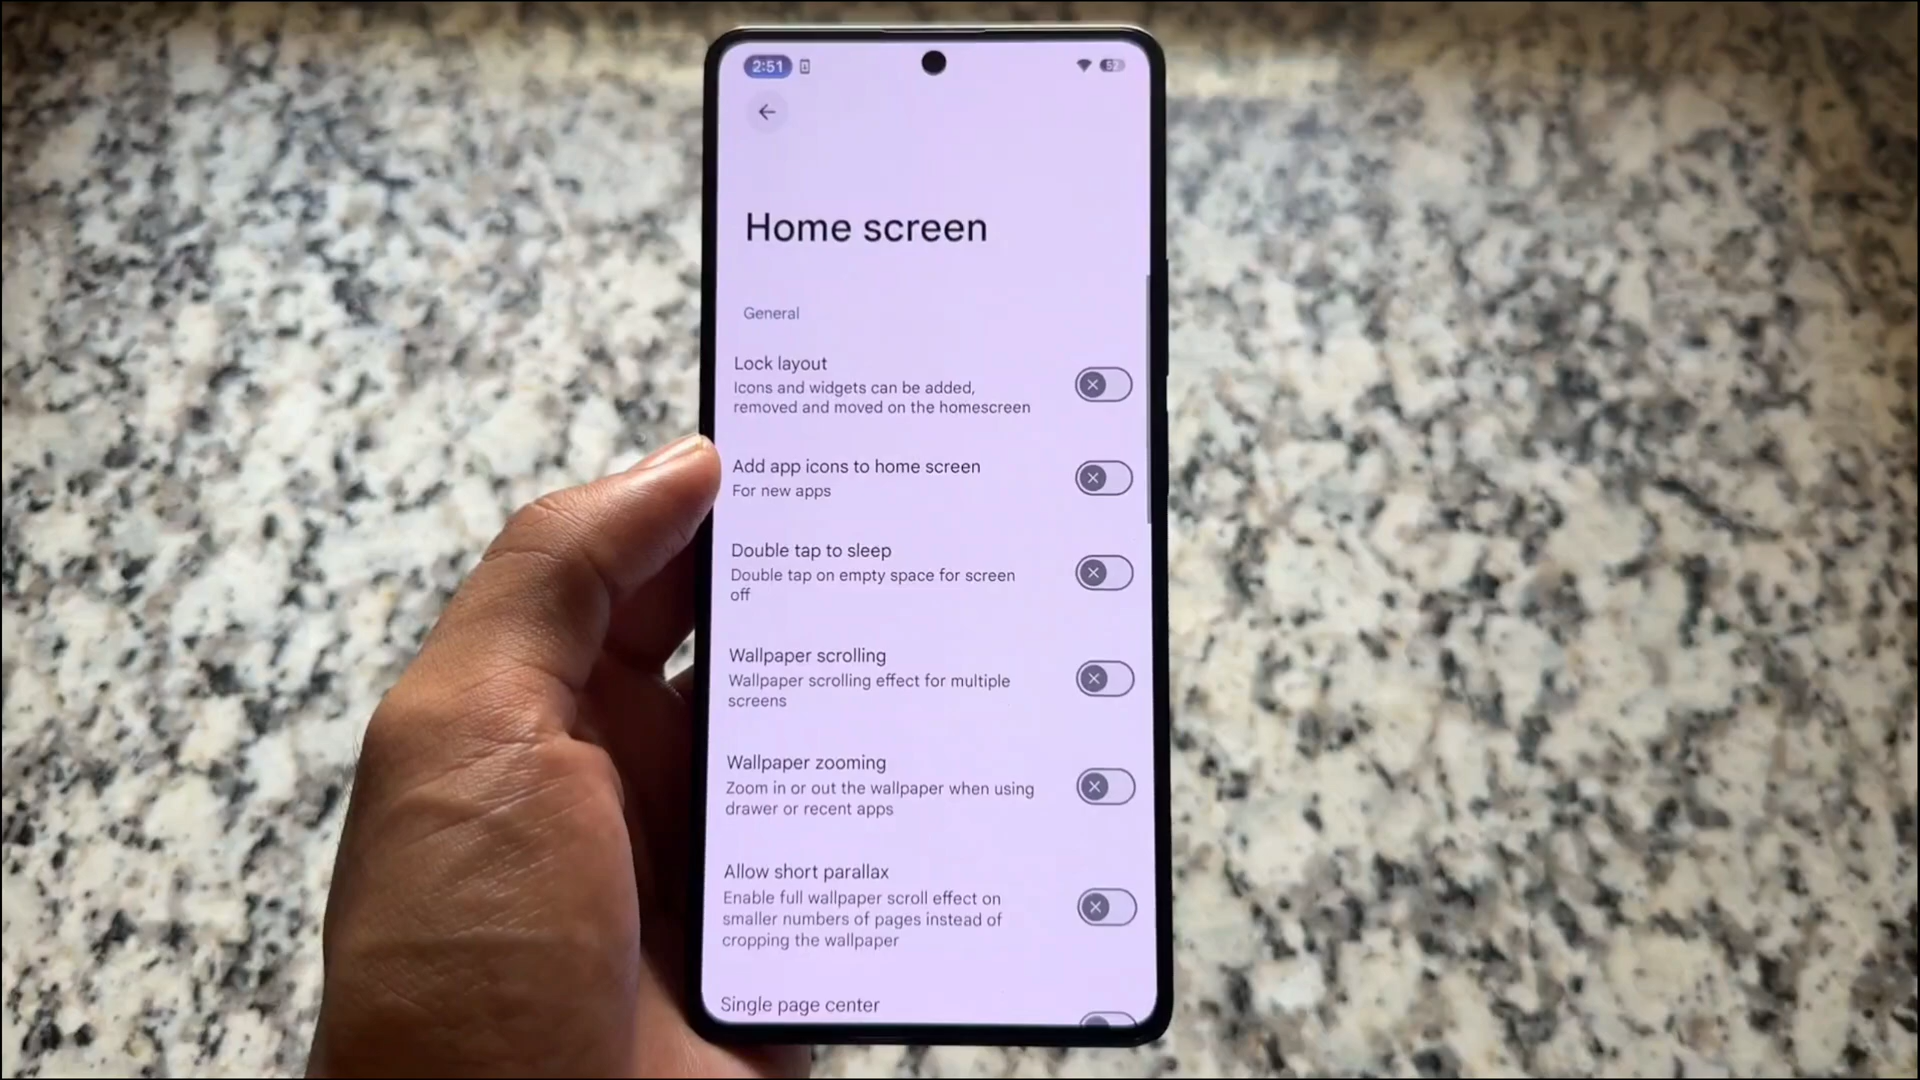 2:51
52
Home screen
General
Lock layout
Icons and widgets can be added,
removed and moved on the homescreen
Add app icons to home screen
For new apps
Double tap to sleep
Double tap on empty space for screen
off
Wallpaper scrolling
Wallpaper scrolling effect for multiple
screens
Wallpaper zooming
Zoom in or out the wallpaper when using
drawer or recent apps
Allow short parallax
Enable full wallpaper scroll effect on
smaller numbers of pages instead of
cropping the wallpaper
Single page center